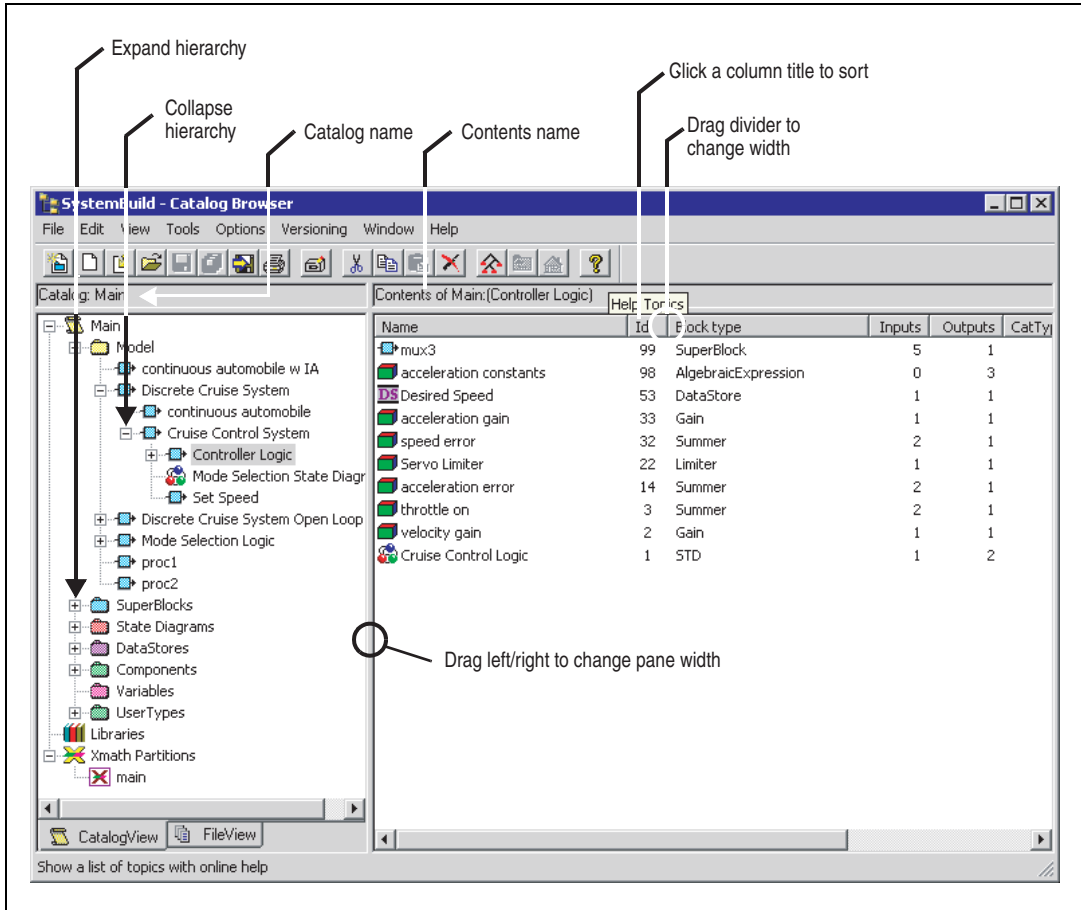 Expand hierarchy
Glick a column title to sort
Collapse
hierarchy
Catalog name
Contents name
Drag divider to
change width
SystemBuild - Catalog Browser
File Edit View Tools Options Versioning Window Help
Catalog: Main
Contents of Main:(Controller Logic)
Help Topics
Name Id Block type Inputs Outputs CatTyp
mux3 99 SuperBlock 5 1
acceleration constants 98 AlgebraicExpression 0 3
DS Desired Speed 53 DataStore 1 1
acceleration gain 33 Gain 1 1
speed error 32 Summer 2 1
Servo Limiter 22 Limiter 1 1
acceleration error 14 Summer 2 1
throttle on 3 Summer 2 1
velocity gain 2 Gain 1 1
Cruise Control Logic 1 STD 1 2
Main
Model
continuous automobile w IA
Discrete Cruise System
continuous automobile
Cruise Control System
Controller Logic
Mode Selection State Diagr
Set Speed
Discrete Cruise System Open Loop
Mode Selection Logic
proc1
proc2
SuperBlocks
State Diagrams
DataStores
Components
Variables
UserTypes
Libraries
Xmath Partitions
main
Drag left/right to change pane width
CatalogView FileView
Show a list of topics with online help